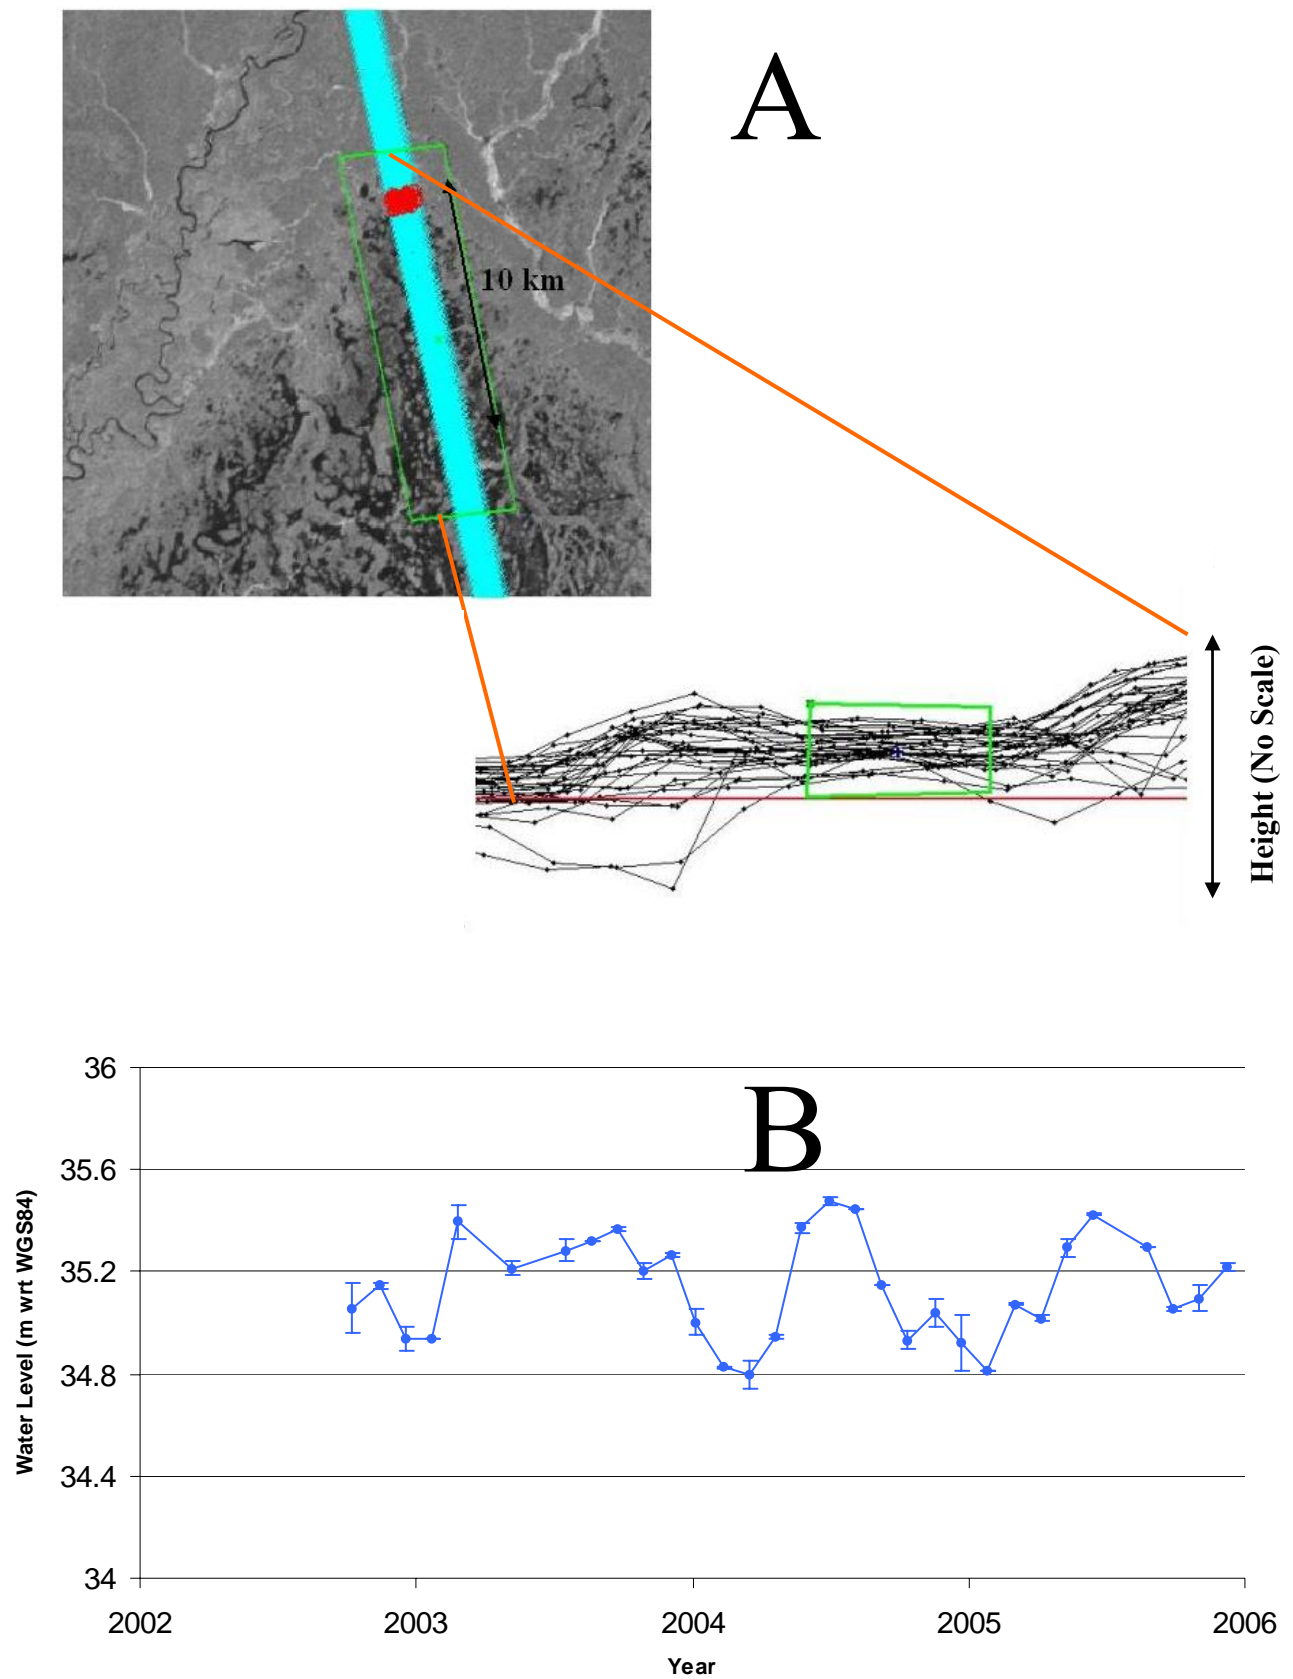 A
10 km
Height (No Scale)
B
36
35.6
35.2
34.8
34.4
34
Water Level (m wrt WGS84)
2002 2003 2004 2005 2006
Year